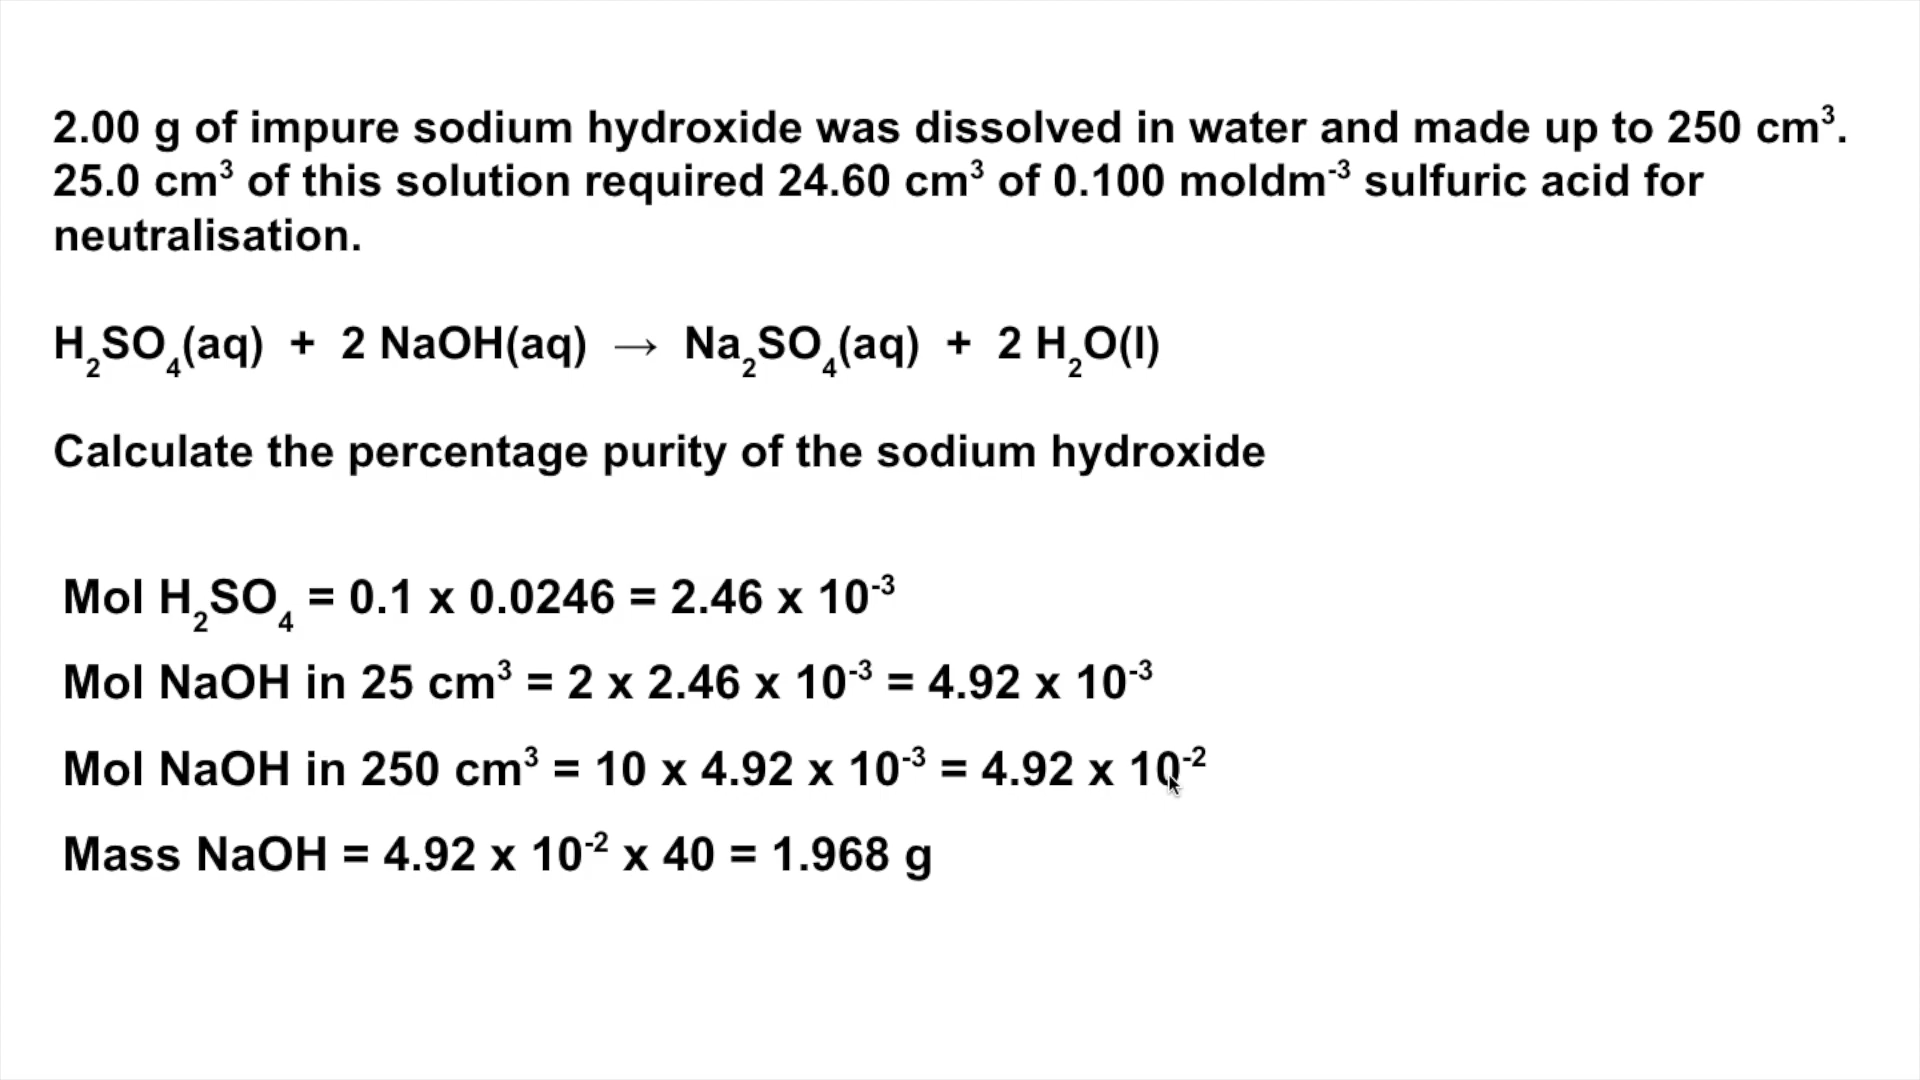 2.00 g of impure sodium hydroxide was dissolved in water and made up to 250 cm³.
25.0 cm³ of this solution required 24.60 cm³ of 0.100 moldm⁻³ sulfuric acid for
neutralisation.
H₂SO₄(aq) + 2 NaOH(aq) → Na₂SO₄(aq) + 2 H₂O(l)
Calculate the percentage purity of the sodium hydroxide
Mol H₂SO₄ = 0.1 x 0.0246 = 2.46 x 10⁻³
Mol NaOH in 25 cm³ = 2 x 2.46 x 10⁻³ = 4.92 x 10⁻³
Mol NaOH in 250 cm³ = 10 x 4.92 x 10⁻³ = 4.92 x 10⁻²
Mass NaOH = 4.92 x 10⁻² x 40 = 1.968 g